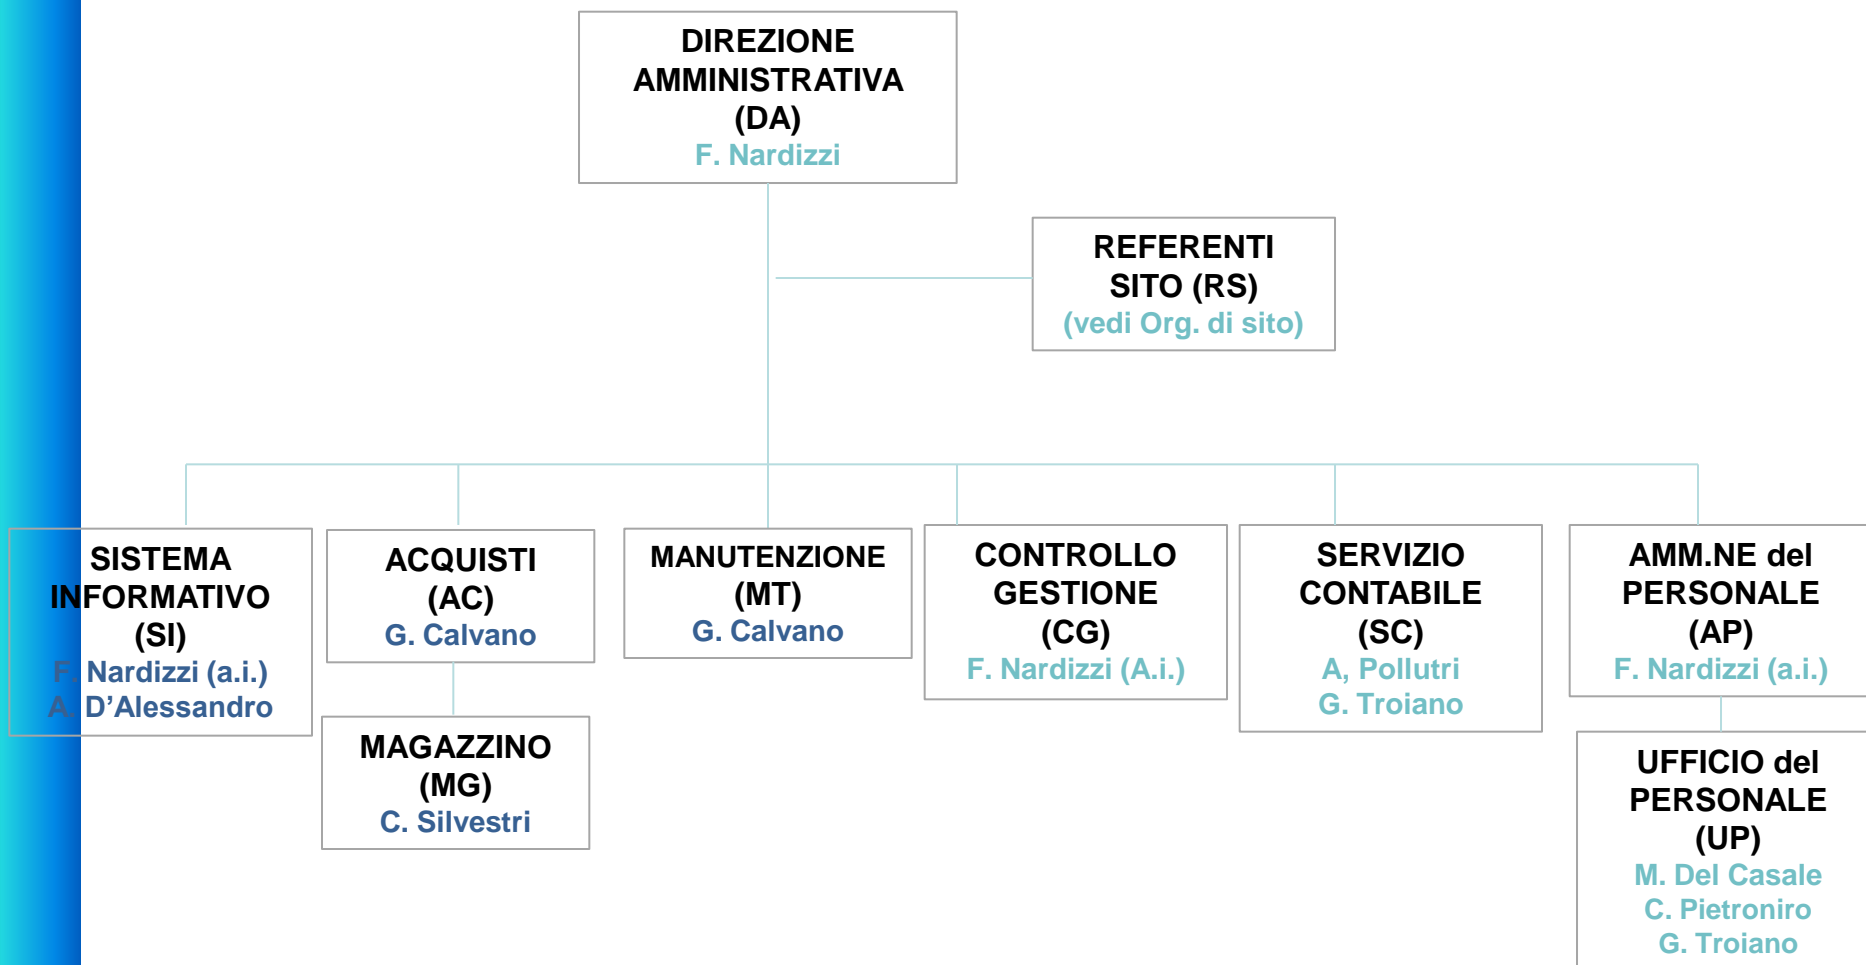 DIREZIONE
AMMINISTRATIVA
(DA)
F. Nardizzi
REFERENTI
SITO (RS)
(vedi Org. di sito)
SISTEMA
INFORMATIVO
(SI)
F. Nardizzi (a.i.)
A. D’Alessandro
ACQUISTI
(AC)
G. Calvano
MANUTENZIONE
(MT)
G. Calvano
CONTROLLO
GESTIONE
(CG)
F. Nardizzi (A.i.)
SERVIZIO
CONTABILE
(SC)
A, Pollutri
G. Troiano
AMM.NE del
PERSONALE
(AP)
F. Nardizzi (a.i.)
MAGAZZINO
(MG)
C. Silvestri
UFFICIO del
PERSONALE
(UP)
M. Del Casale
C. Pietroniro
G. Troiano